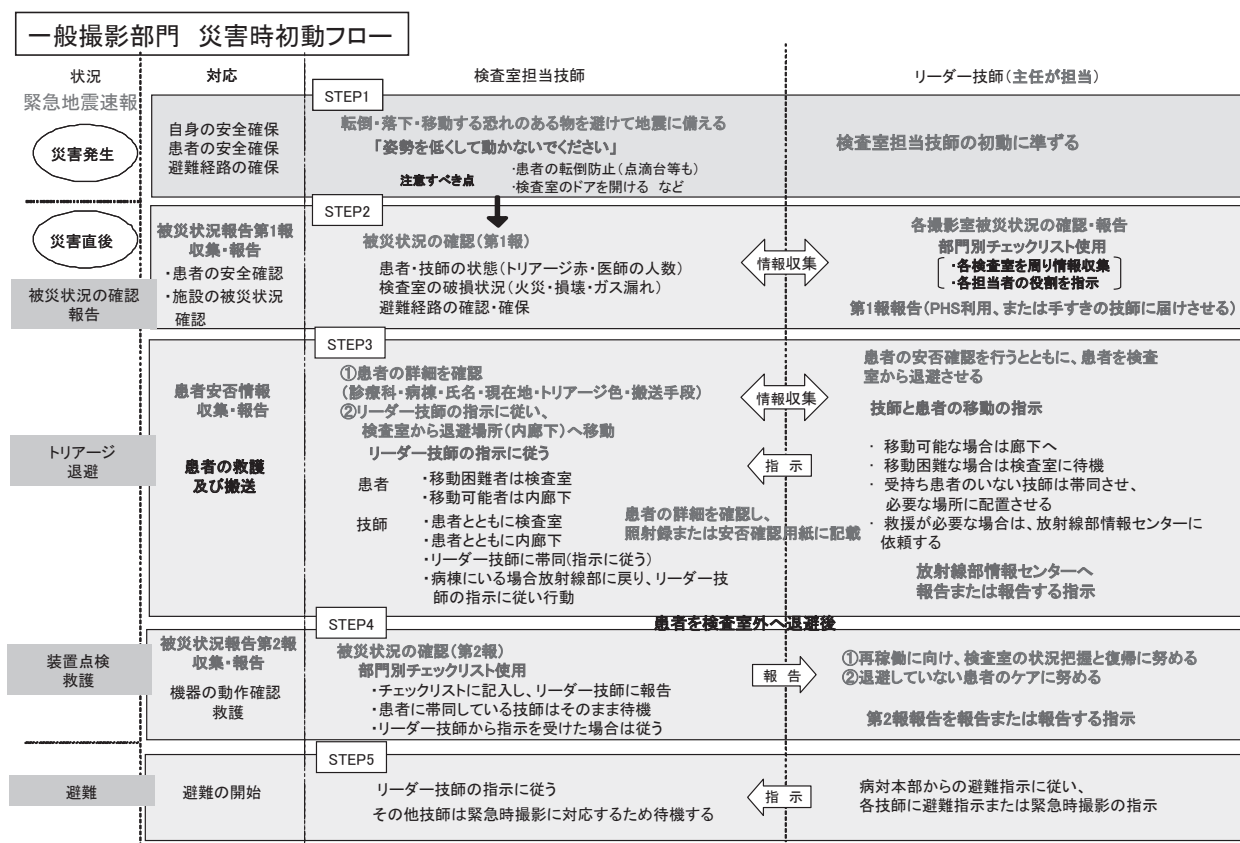 一般撮影部門 災害時初動フロー
状況
対応
検査室担当技師
リーダー技師(主任が担当)
緊急地震速報
災害発生
自身の安全確保
患者の安全確保
避難経路の確保
STEP1
転倒・落下・移動する恐れのある物を避けて地震に備える
「姿勢を低くして動かないでください」
注意すべき点
・患者の転倒防止(点滴台等も)
・検査室のドアを開ける など
検査室担当技師の初動に準ずる
災害直後
被災状況の確認
報告
被災状況報告第1報
収集・報告
・患者の安全確認
・施設の被災状況
確認
STEP2
被災状況の確認(第1報)
患者・技師の状態(トリアージ赤・医師の人数)
検査室の破損状況(火災・損壊・ガス漏れ)
避難経路の確認・確保
情報収集
各撮影室被災状況の確認・報告
部門別チェックリスト使用
・各検査室を周り情報収集
・各担当者の役割を指示
第1報報告(PHS利用、または手すきの技師に届けさせる)
トリアージ
退避
患者安否情報
収集・報告
患者の救護
及び搬送
STEP3
①患者の詳細を確認
(診療科・病棟・氏名・現在地・トリアージ色・搬送手段)
②リーダー技師の指示に従い、
検査室から退避場所(内廊下)へ移動
リーダー技師の指示に従う
患者
・移動困難者は検査室
・移動可能者は内廊下
技師
・患者とともに検査室
・患者とともに内廊下
・リーダー技師に帯同(指示に従う)
・病棟にいる場合放射線部に戻り、リーダー技
師の指示に従い行動
患者の詳細を確認し、
照射録または安否確認用紙に記載
情報収集
指 示
患者の安否確認を行うとともに、患者を検査
室から退避させる
技師と患者の移動の指示
・ 移動可能な場合は廊下へ
・ 移動困難な場合は検査室に待機
・ 受持ち患者のいない技師は帯同させ、
必要な場所に配置させる
・ 救援が必要な場合は、放射線部情報センターに
依頼する
放射線部情報センターへ
報告または報告する指示
装置点検
救護
被災状況報告第2報
収集・報告
機器の動作確認
救護
STEP4
患者を検査室外へ退避後
被災状況の確認(第2報)
部門別チェックリスト使用
・チェックリストに記入し、リーダー技師に報告
・患者に帯同している技師はそのまま待機
・リーダー技師から指示を受けた場合は従う
報 告
①再稼働に向け、検査室の状況把握と復帰に努める
②退避していない患者のケアに努める
第2報報告を報告または報告する指示
避難
避難の開始
STEP5
リーダー技師の指示に従う
その他技師は緊急時撮影に対応するため待機する
指 示
病対本部からの避難指示に従い、
各技師に避難指示または緊急時撮影の指示